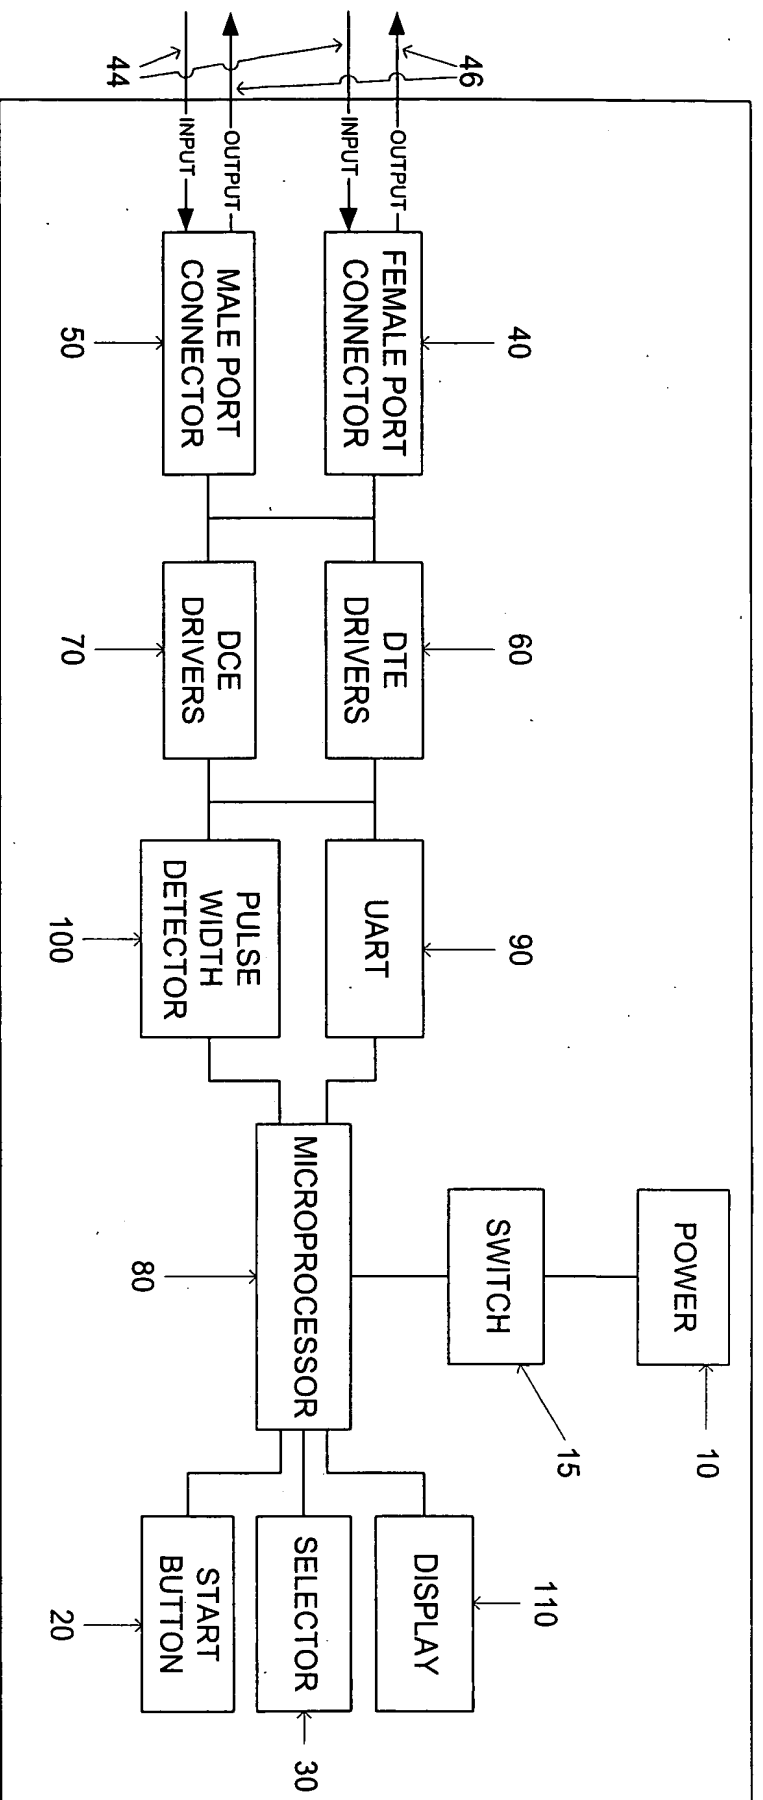 10
POWER
15
SWITCH
46
OUTPUT
INPUT
40
FEMALE PORT
CONNECTOR
60
DTE
DRIVERS
90
UART
110
DISPLAY
MICROPROCESSOR
80
SELECTOR
30
44
OUTPUT
INPUT
MALE PORT
CONNECTOR
50
DCE
DRIVERS
70
PULSE
WIDTH
DETECTOR
100
START
BUTTON
20